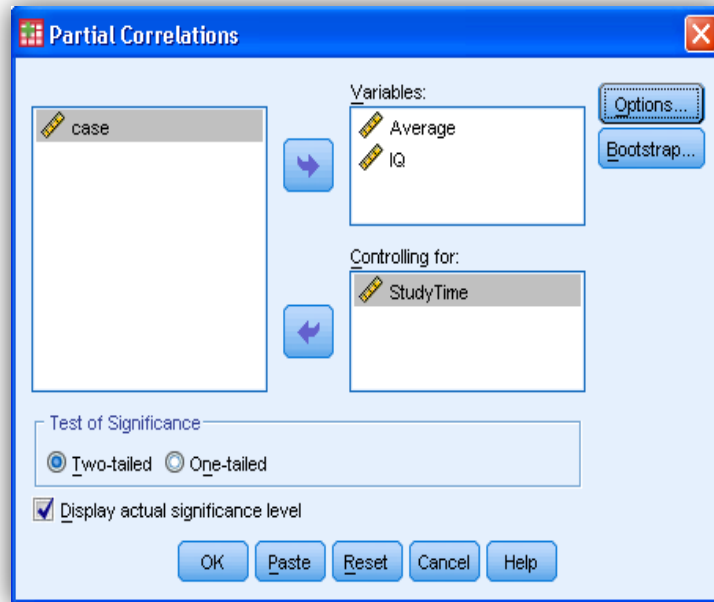 Partial Correlations
case
Variables:
Average
IQ
Options...
Bootstrap...
Controlling for:
StudyTime
Test of Significance
Two-tailed One-tailed
Display actual significance level
OK Paste Reset Cancel Help